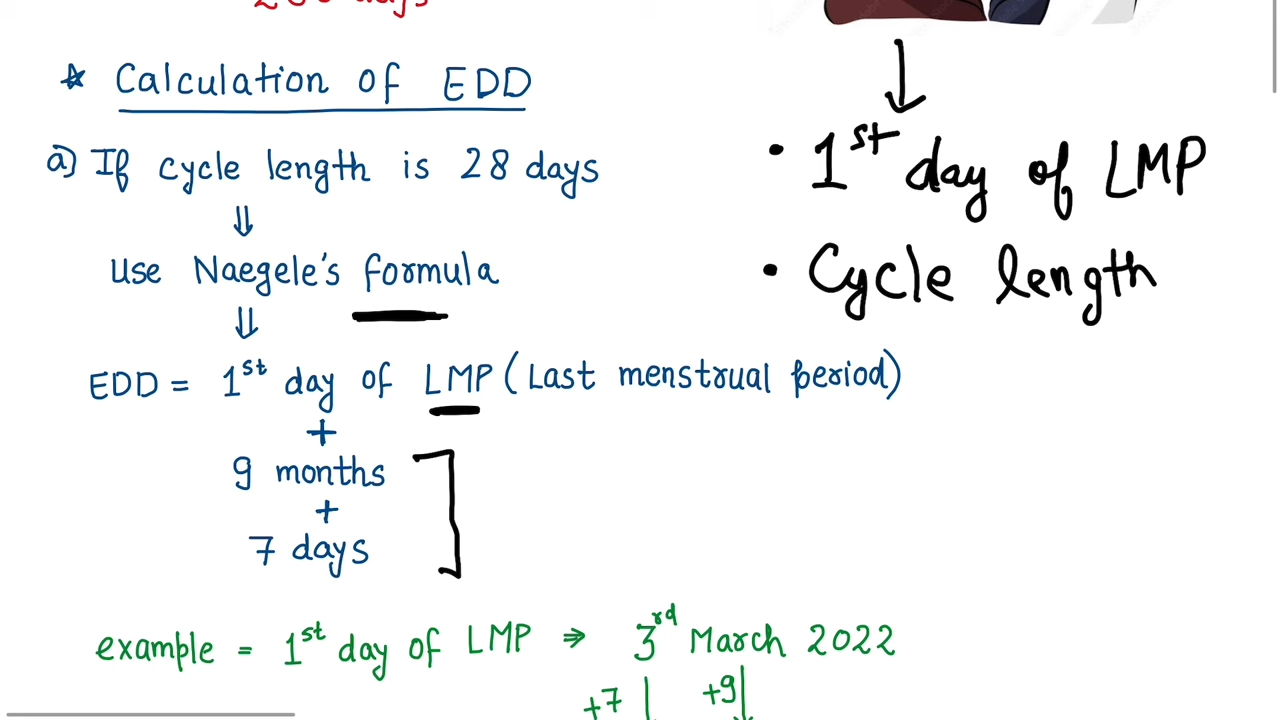 280 days
* Calculation of EDD
a) If cycle length is 28 days
⇓
use Naegele's formula
⇓
EDD = 1st day of LMP (Last menstrual period)
+
9 months
+
7 days
example = 1st day of LMP ⇒ 3rd March 2022
+7 +9
↓
• 1st day of LMP
• Cycle length